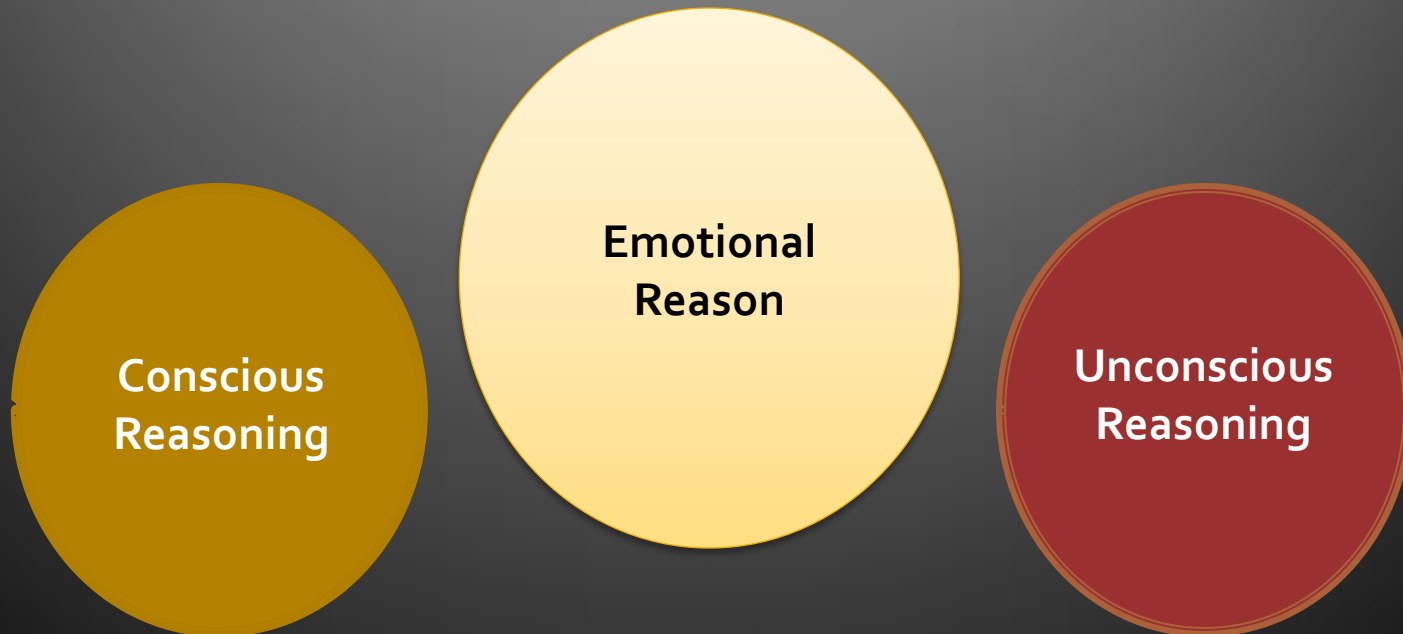 Conscious
Reasoning
Emotional
Reason
Unconscious
Reasoning